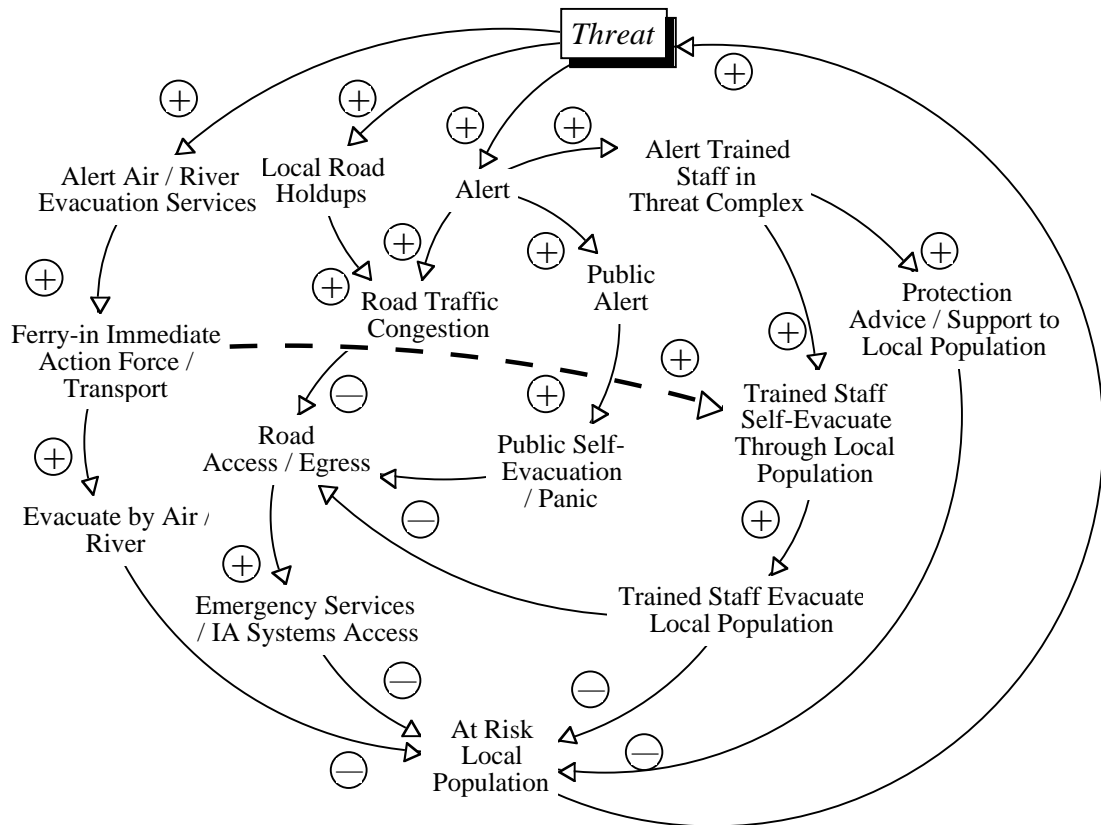 Threat
+
+
+
+
+
Alert Air / River
Evacuation Services
Local Road
Holdups
Alert
Alert Trained
Staff in
Threat Complex
+
+
+
+
+
Public
Alert
Road Traffic
Congestion
Protection
Advice / Support to
Local Population
Ferry-in Immediate
Action Force /
Transport
+
+
—
+
Trained Staff
Self-Evacuate
Through Local
Population
Road
Access / Egress
Public Self-
Evacuation
/ Panic
+
—
+
Evacuate by Air /
River
+
Emergency Services
/ IA Systems Access
Trained Staff Evacuate
Local Population
—
—
At Risk
Local
Population
—
—